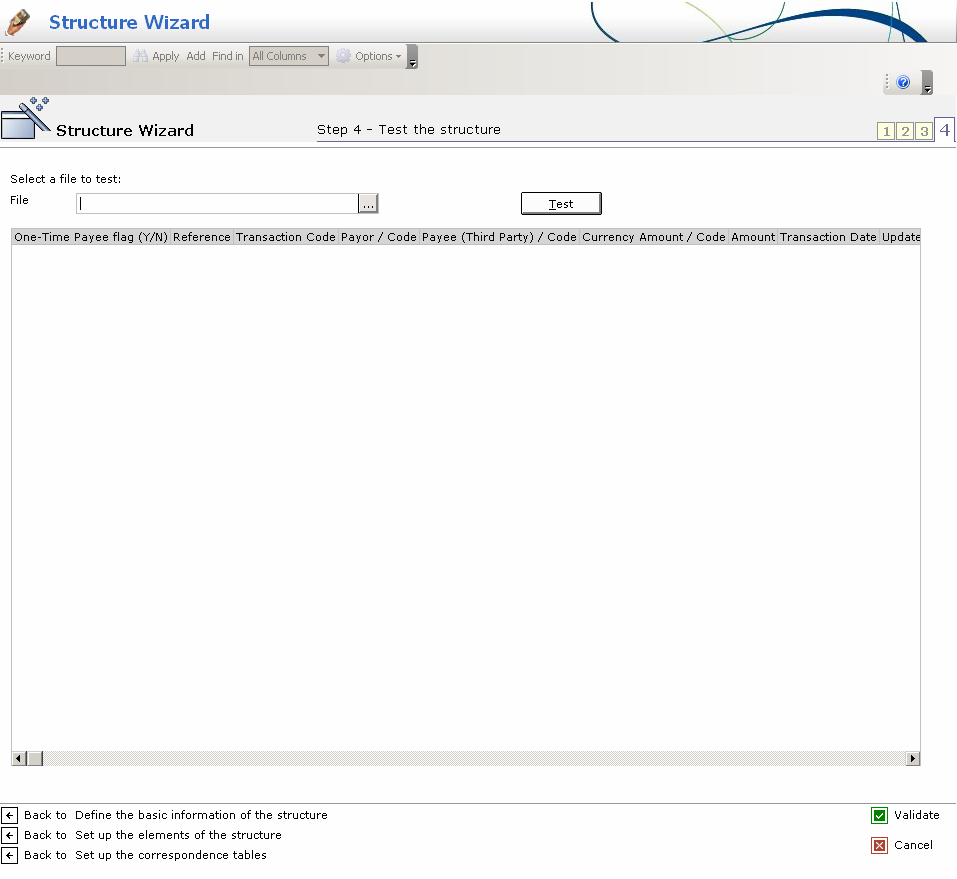 Structure Wizard
Keyword Apply Add Find in All Columns Options
?
Structure Wizard Step 4 - Test the structure 1 2 3 4
Select a file to test:
File ... Test
One-Time Payee flag (Y/N) Reference Transaction Code Payor / Code Payee (Third Party) / Code Currency Amount / Code Amount Transaction Date Update
Back to Define the basic information of the structure Validate
Back to Set up the elements of the structure
Back to Set up the correspondence tables Cancel